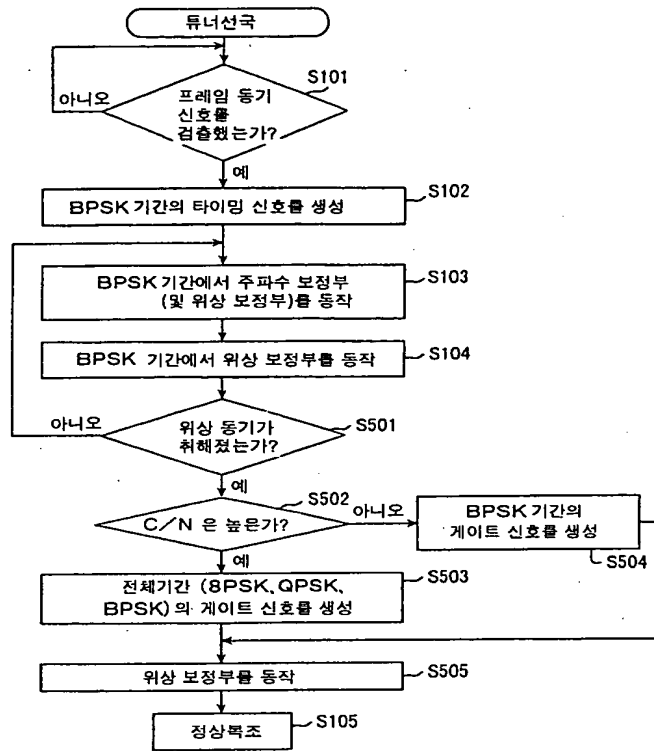 튜너선국
S101
아니오
프레임 동기
신호를
검출했는가?
예
S102
BPSK 기간의 타이밍 신호를 생성
S103
BPSK 기간에서 주파수 보정부
(및 위상 보정부)를 동작
S104
BPSK 기간에서 위상 보정부를 동작
아니오
S501
위상 동기가
취해졌는가?
예
S502
C/N 은 높은가?
아니오
BPSK 기간의
게이트 신호를 생성
S504
예
S503
전체기간 (8PSK, QPSK,
BPSK)의 게이트 신호를 생성
위상 보정부를 동작
S505
정상복조
S105